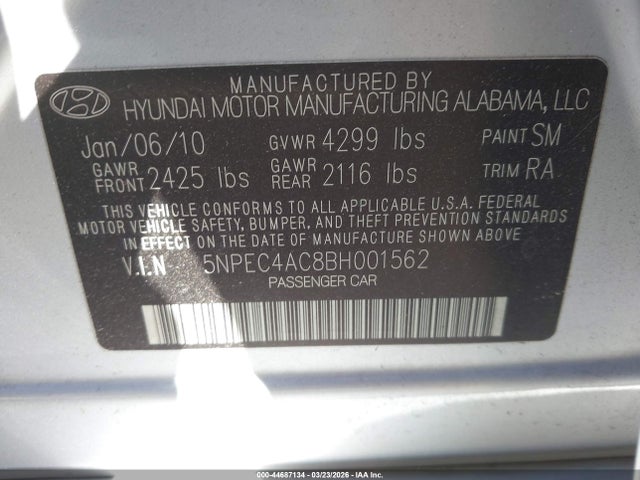 MANUFACTURED BY
HYUNDAI MOTOR MANUFACTURING ALABAMA, LLC
Jan/06/10 GVWR 4299 lbs PAINT SM
GAWR FRONT 2425 lbs GAWR REAR 2116 lbs TRIM RA
THIS VEHICLE CONFORMS TO ALL APPLICABLE U.S.A. FEDERAL
MOTOR VEHICLE SAFETY, BUMPER, AND THEFT PREVENTION STANDARDS
IN EFFECT ON THE DATE OF MANUFACTURE SHOWN ABOVE.
V.I.N 5NPEC4AC8BH001562
PASSENGER CAR
000-44687134 - 03/23/2026 - IAA Inc.